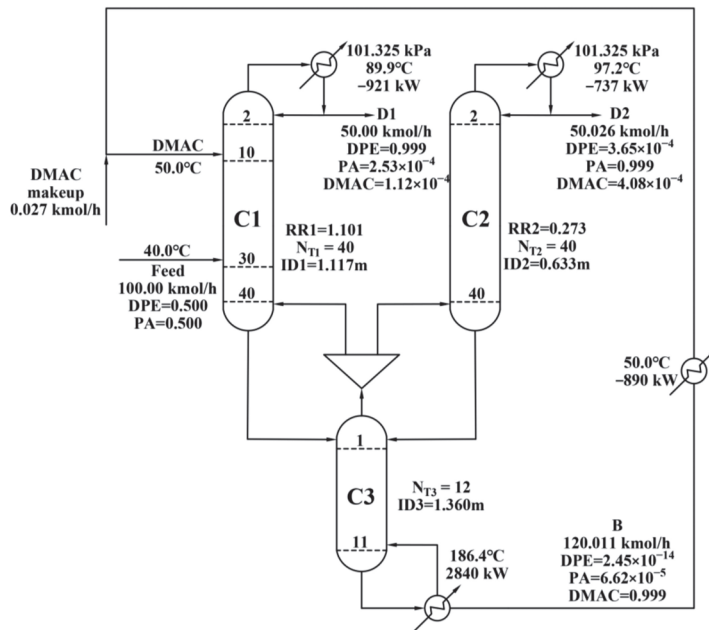 101.325 kPa
89.9°C
−921 kW
2
D1
50.00 kmol/h
DPE=0.999
PA=2.53×10⁻⁴
DMAC=1.12×10⁻⁴
DMAC
50.0°C
10
DMAC
makeup
0.027 kmol/h
C1
RR1=1.101
N_T1 = 40
ID1=1.117m
40.0°C
Feed
100.00 kmol/h
DPE=0.500
PA=0.500
30
40
101.325 kPa
97.2°C
−737 kW
2
D2
50.026 kmol/h
DPE=3.65×10⁻⁴
PA=0.999
DMAC=4.08×10⁻⁴
C2
RR2=0.273
N_T2 = 40
ID2=0.633m
40
50.0°C
−890 kW
1
C3
N_T3 = 12
ID3=1.360m
11
186.4°C
2840 kW
B
120.011 kmol/h
DPE=2.45×10⁻¹⁴
PA=6.62×10⁻⁵
DMAC=0.999